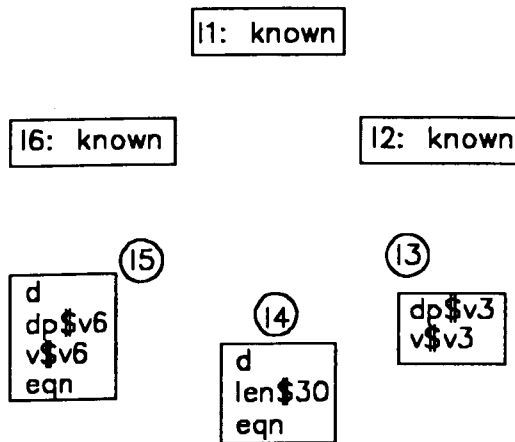 l1: known
l6: known
l2: known
l5
l3
d
dp$v6
v$v6
eqn
l4
dp$v3
v$v3
d
len$30
eqn